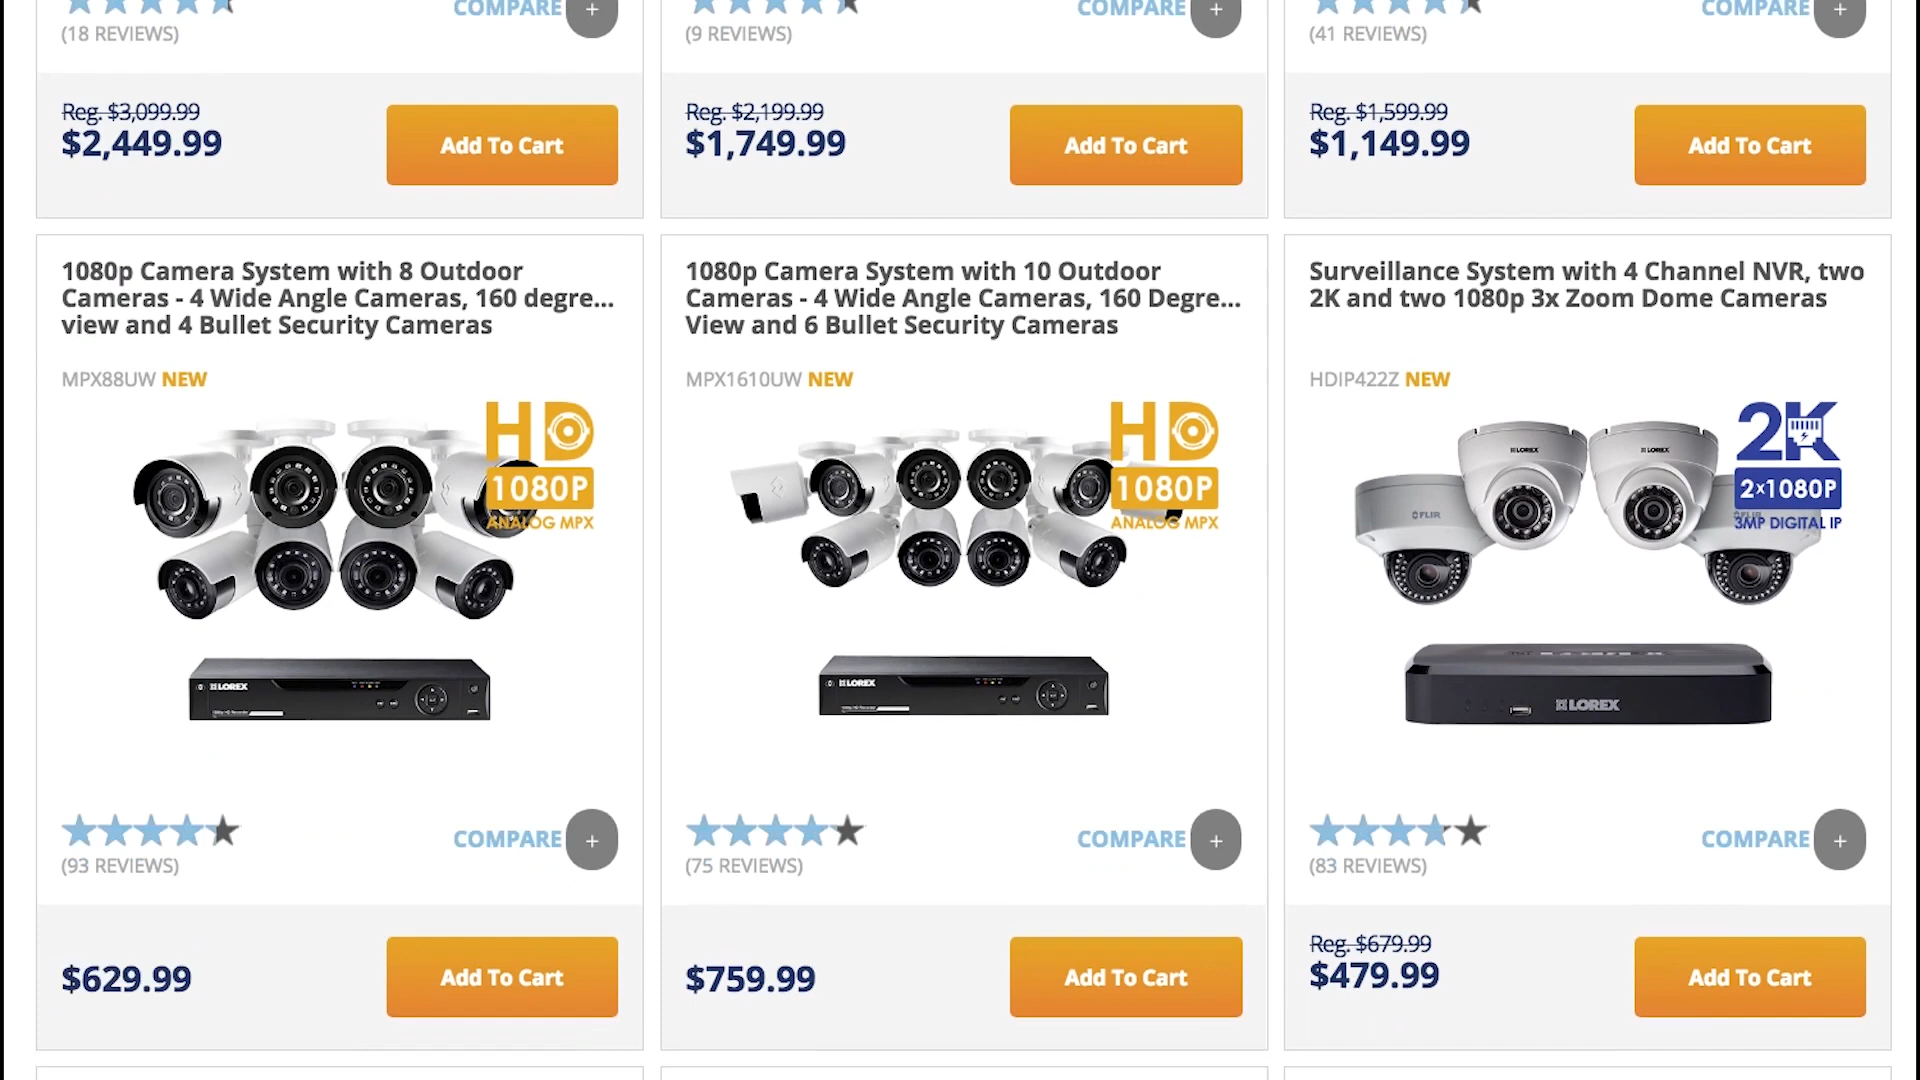 COMPARE +
(18 REVIEWS)
Reg. $3,099.99
$2,449.99
Add To Cart
COMPARE +
(9 REVIEWS)
Reg. $2,199.99
$1,749.99
Add To Cart
COMPARE +
(41 REVIEWS)
Reg. $1,599.99
$1,149.99
Add To Cart
1080p Camera System with 8 Outdoor
Cameras - 4 Wide Angle Cameras, 160 degre...
view and 4 Bullet Security Cameras
MPX88UW NEW
HD
1080P
ANALOG MPX
LOREX
(93 REVIEWS)
COMPARE +
$629.99
Add To Cart
1080p Camera System with 10 Outdoor
Cameras - 4 Wide Angle Cameras, 160 Degre...
View and 6 Bullet Security Cameras
MPX1610UW NEW
HD
1080P
ANALOG MPX
LOREX
(75 REVIEWS)
COMPARE +
$759.99
Add To Cart
Surveillance System with 4 Channel NVR, two
2K and two 1080p 3x Zoom Dome Cameras
HDIP422Z NEW
2K
2x1080P
3MP DIGITAL IP
LOREX
LOREX
FLIR
FLIR
LOREX
(83 REVIEWS)
COMPARE +
Reg. $679.99
$479.99
Add To Cart